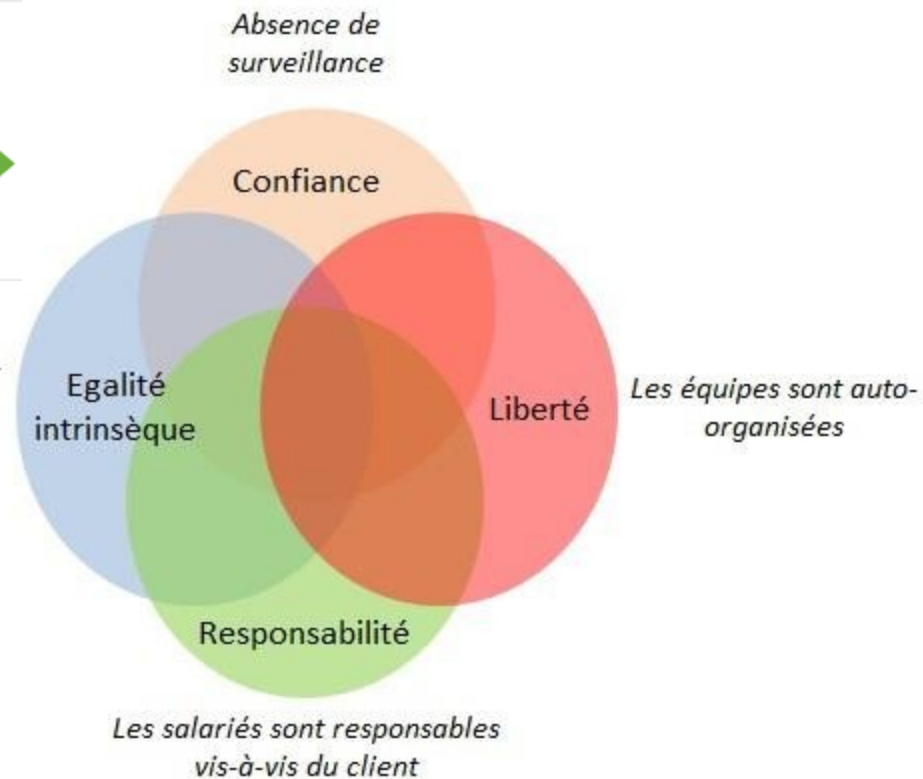 Absence de
surveillance
Confiance
Egalité
intrinsèque
Liberté
Les équipes sont auto-
organisées
Responsabilité
Les salariés sont responsables
vis-à-vis du client